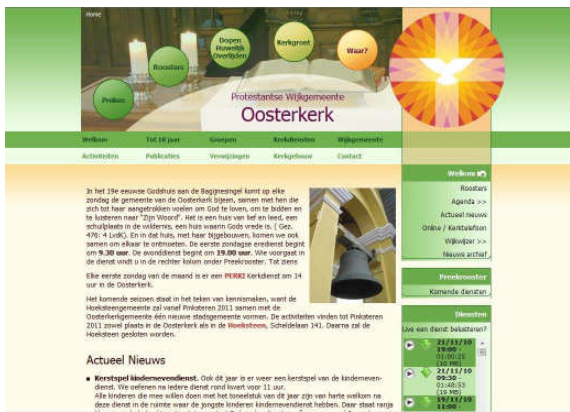 Home
Preken
Roosters
Dopen
Huwelijk
Overlijden
Kerkgroet
Waar?
Protestantse Wijkgemeente
Oosterkerk
Welkom Tot 18 jaar Groepen Kerkdiensten Wijkgemeente
Activiteiten Publicaties Verwijzingen Kerkgebouw Contact
In het 19e eeuwse Godshuis aan de Bagijnesingel komt op elke
zondag de gemeente van de Oosterkerk bijeen, samen met hen die
zich tot haar aangetrokken voelen om God te loven, om te bidden en
te luisteren naar "Zijn Woord". Het is een huis van lief en leed, een
schuilplaats in de wildernis, een huis waarin Gods vrede is. ( Gez.
476: 4 LvdK). En in dat huis, met haar bijgebouwen, komen we ook
samen om elkaar te ontmoeten. De eerste zondagse eredienst begint
om 9.30 uur. De avonddienst begint om 19.00 uur. Wie voorgaat in
de dienst vindt u in de rechter kolom onder Preekrooster. Tot ziens
Elke eerste zondag van de maand is er een PERKI Kerkdienst om 14
uur in de Oosterkerk.
Het komende seizoen staat in het teken van kennismaken, want de
Hoeksteengemeente zal vanaf Pinksteren 2011 samen met de
Oosterkerkgemeente één nieuwe stadsgemeente vormen. De activiteiten vinden tot Pinksteren
2011 zowel plaats in de Oosterkerk als in de Hoeksteen, Scheldelaan 141. Daarna zal de
Hoeksteen gesloten worden.
Actueel Nieuws
Kerstspel kindernevendienst. Ook dit jaar is er weer een kerstspel van de kinderneven-
dienst. We oefenen na iedere dienst rond kwart voor 11 uur.
Alle kinderen die mee willen doen met het toneelstuk van dit jaar zijn van harte welkom na
deze dienst in de ruimte waar de jongste kinderen kindernevendienst hebben. Daar staat ranja
Welkom
Roosters
Agenda >>
Actueel nieuws
Online / Kerktelefoon
Wijkwijzer >>
Nieuws archief
Preekrooster
Komende diensten
Diensten
Live een dienst beluisteren?
21/11/10
19:00 -
01:00:25
(10 MB)
21/11/10
09:30 -
01:48:53
(19 MB)
17/11/10